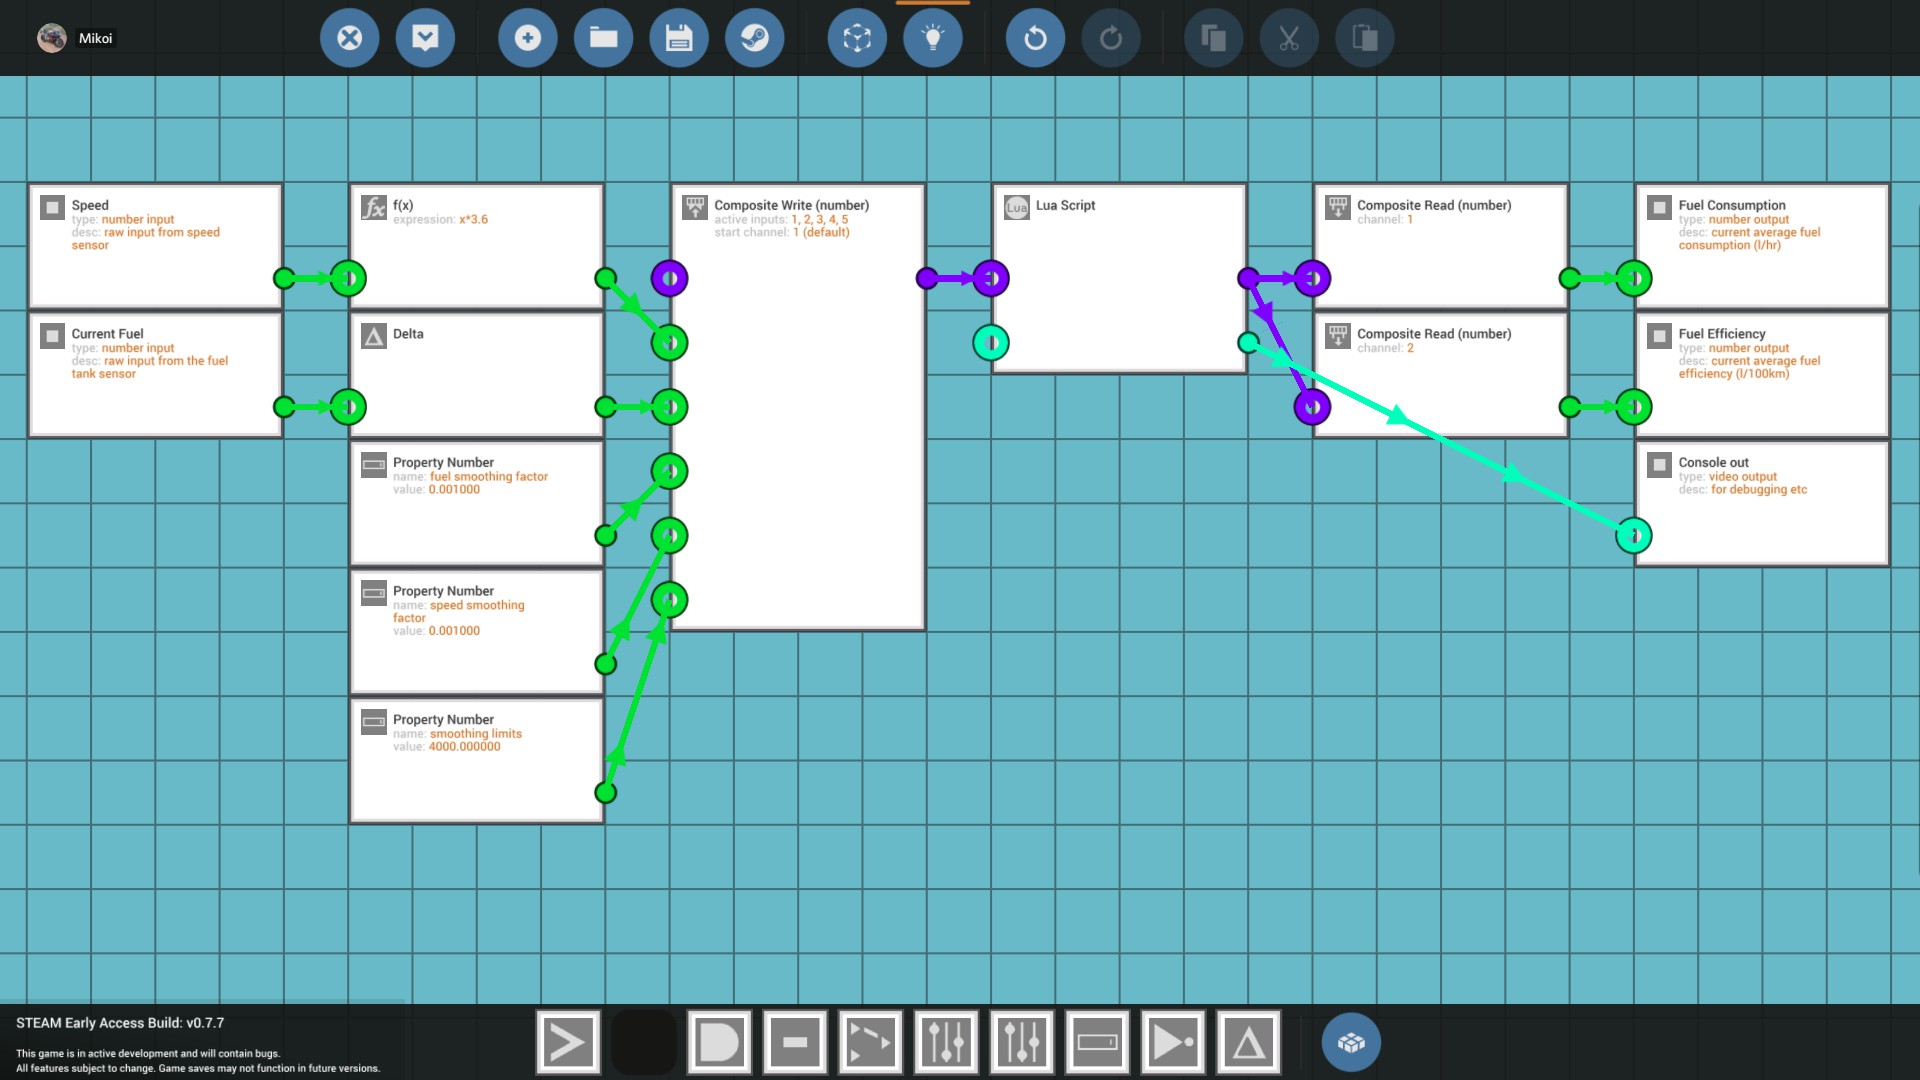 Mikoi
Speed
type: number input
desc: raw input from speed
sensor
Current Fuel
type: number input
desc: raw input from the fuel
tank sensor
fx
f(x)
expression: x*3.6
Delta
Property Number
name: fuel smoothing factor
value: 0.001000
Property Number
name: speed smoothing
factor
value: 0.001000
Property Number
name: smoothing limits
value: 4000.000000
Composite Write (number)
active inputs: 1, 2, 3, 4, 5
start channel: 1 (default)
Lua
Lua Script
Composite Read (number)
channel: 1
Composite Read (number)
channel: 2
Fuel Consumption
type: number output
desc: current average fuel
consumption (l/hr)
Fuel Efficiency
type: number output
desc: current average fuel
efficiency (l/100km)
Console out
type: video output
desc: for debugging etc
STEAM Early Access Build: v0.7.7
This game is in active development and will contain bugs.
All features subject to change. Game saves may not function in future versions.